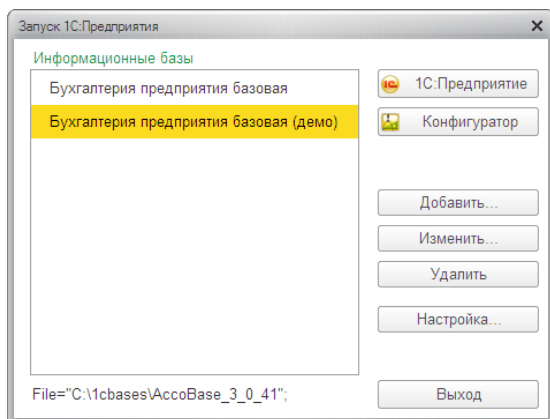 Запуск 1С:Предприятия
Информационные базы
Бухгалтерия предприятия базовая
Бухгалтерия предприятия базовая (демо)
1С:Предприятие
Конфигуратор
Добавить...
Изменить...
Удалить
Настройка...
File="C:\1cbases\AccoBase_3_0_41";
Выход